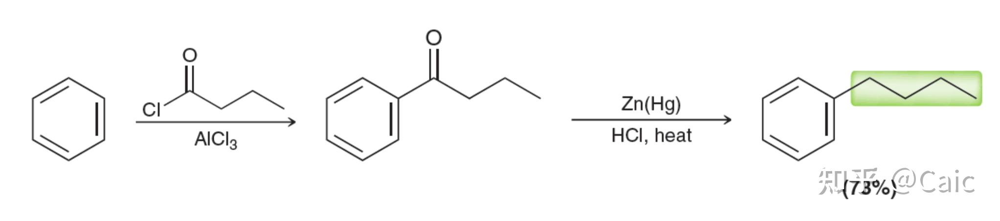 O
Cl
AlCl₃
O
Zn(Hg)
HCl, heat
(73%)
知乎 @Caic